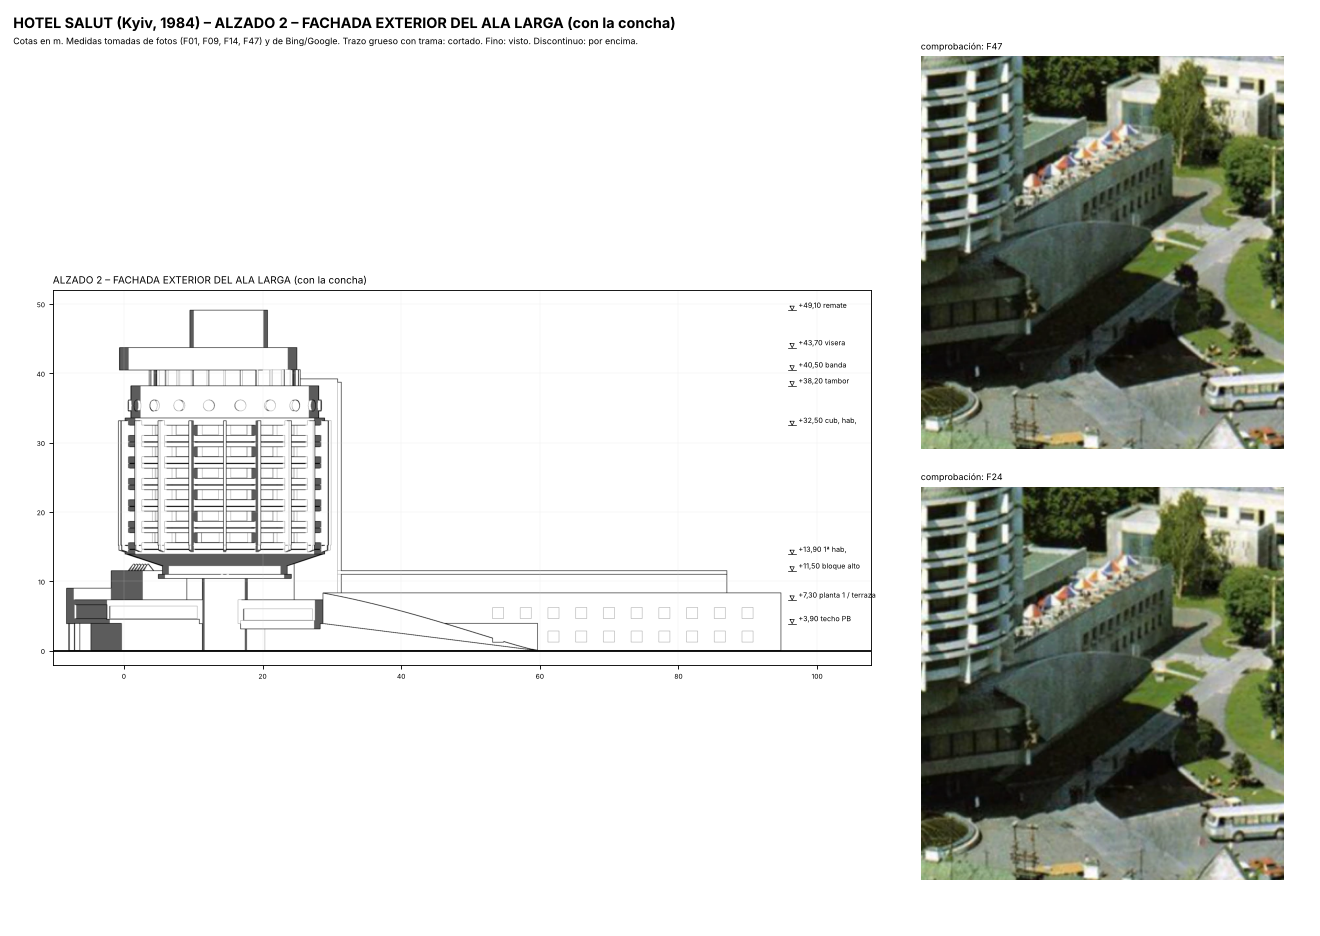 HOTEL SALUT (Kyiv, 1984) – ALZADO 2 – FACHADA EXTERIOR DEL ALA LARGA (con la concha)
Cotas en m. Medidas tomadas de fotos (F01, F09, F14, F47) y de Bing/Google. Trazo grueso con trama: cortado. Fino: visto. Discontinuo: por encima.
comprobación: F47
ALZADO 2 – FACHADA EXTERIOR DEL ALA LARGA (con la concha)
50
+49,10 remate
+43,70 visera
+40,50 banda
40
+38,20 tambor
+32,50 cub, hab,
30
comprobación: F24
20
+13,90 1ª hab,
+11,50 bloque alto
10
+7,30 planta 1 / terraza
+3,90 techo PB
0
0
20
40
60
80
100